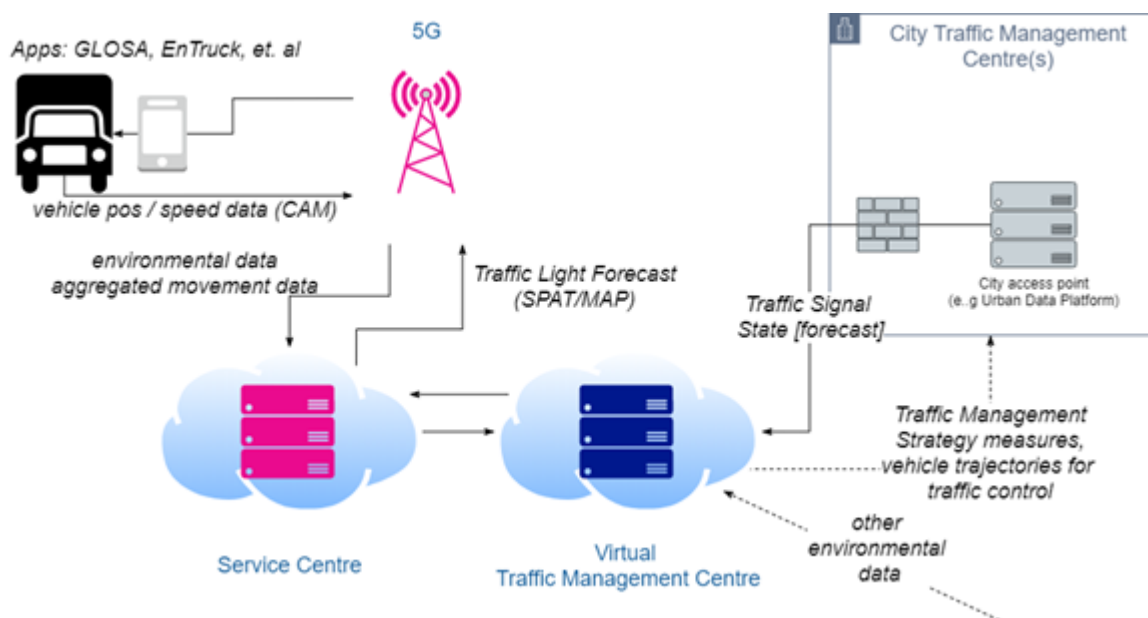 5G
Apps: GLOSA, EnTruck, et. al
City Traffic Management
Centre(s)
vehicle pos / speed data (CAM)
environmental data
aggregated movement data
Traffic Light Forecast
(SPAT/MAP)
City access point
(e..g Urban Data Platform)
Traffic Signal
State [forecast]
Traffic Management
Strategy measures,
vehicle trajectories for
traffic control
other
environmental
data
Service Centre
Virtual
Traffic Management Centre